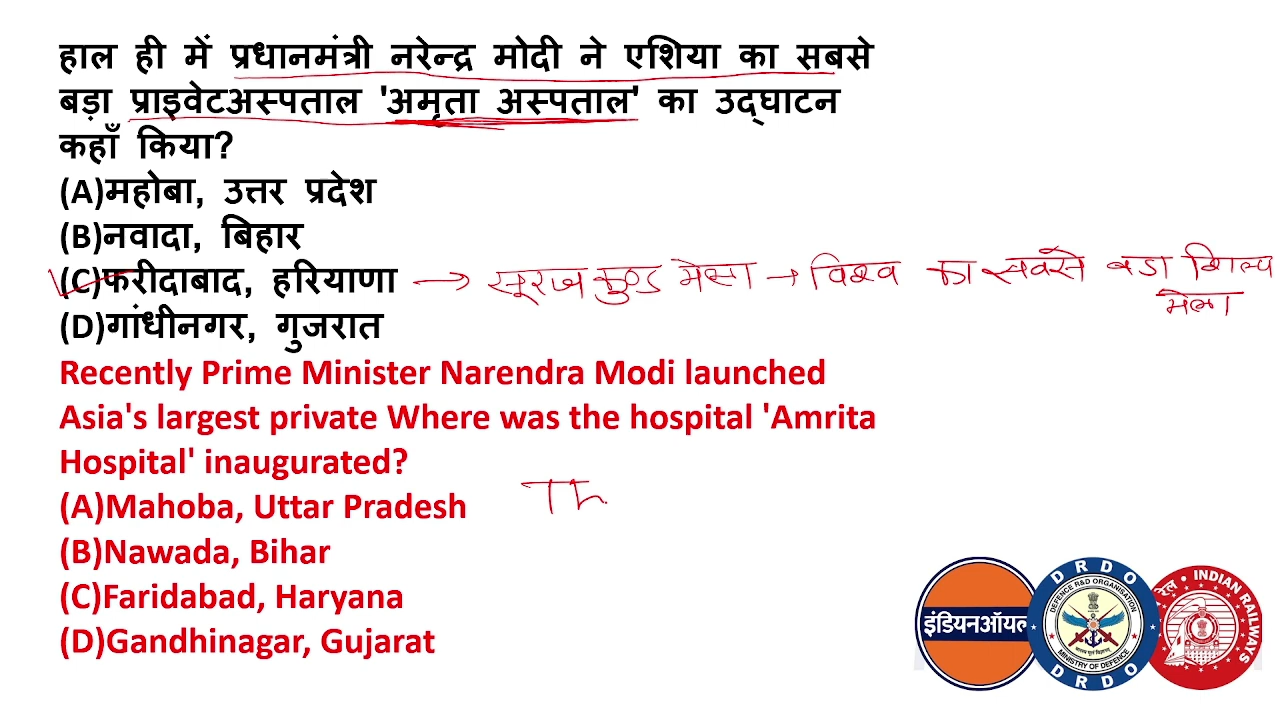 हाल ही में प्रधानमंत्री नरेन्द्र मोदी ने एशिया का सबसे
बड़ा प्राइवेटअस्पताल 'अमृता अस्पताल' का उद्घाटन
कहाँ किया?
(A)महोबा, उत्तर प्रदेश
(B)नवादा, बिहार
(C)फरीदाबाद, हरियाणा → सूरजकुण्ड मेला → विश्व का सबसे बडा शिल्प
मेला
(D)गांधीनगर, गुजरात
Recently Prime Minister Narendra Modi launched
Asia's largest private Where was the hospital 'Amrita
Hospital' inaugurated?
(A)Mahoba, Uttar Pradesh
(B)Nawada, Bihar
(C)Faridabad, Haryana
(D)Gandhinagar, Gujarat
इंडियनऑयल
DRDO
DEFENCE R&D ORGANISATION
MINISTRY OF DEFENCE
DRDO
रेल • INDIAN RAILWAYS